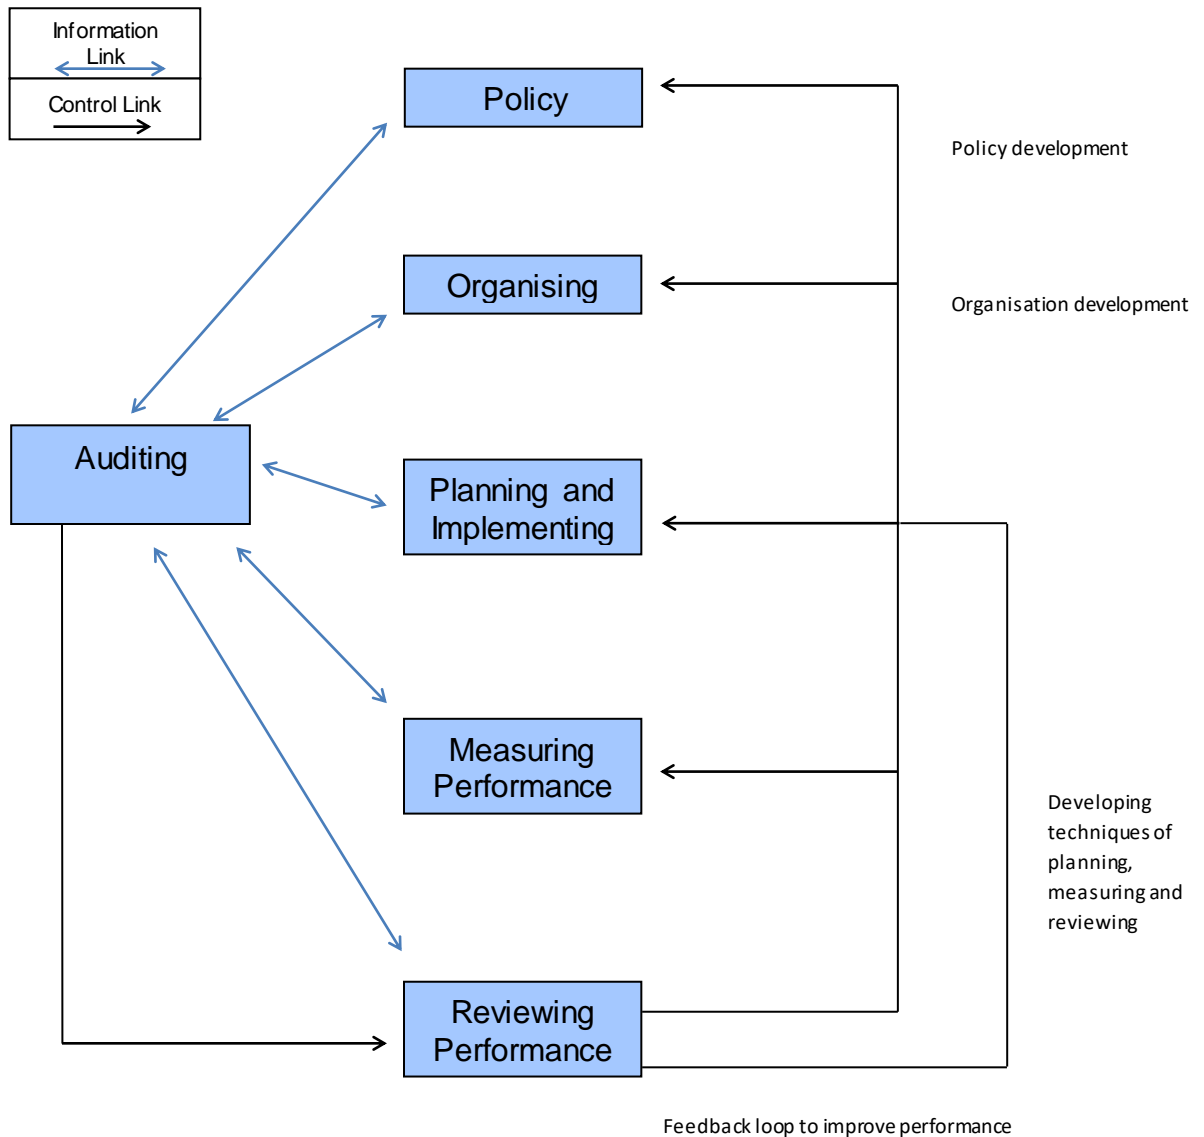 Information
Link
Control Link
Policy
Policy development
Organising
Organisation development
Auditing
Planning and
Implementing
Measuring
Performance
Developing
techniques of
planning,
measuring and
reviewing
Reviewing
Performance
Feedback loop to improve performance